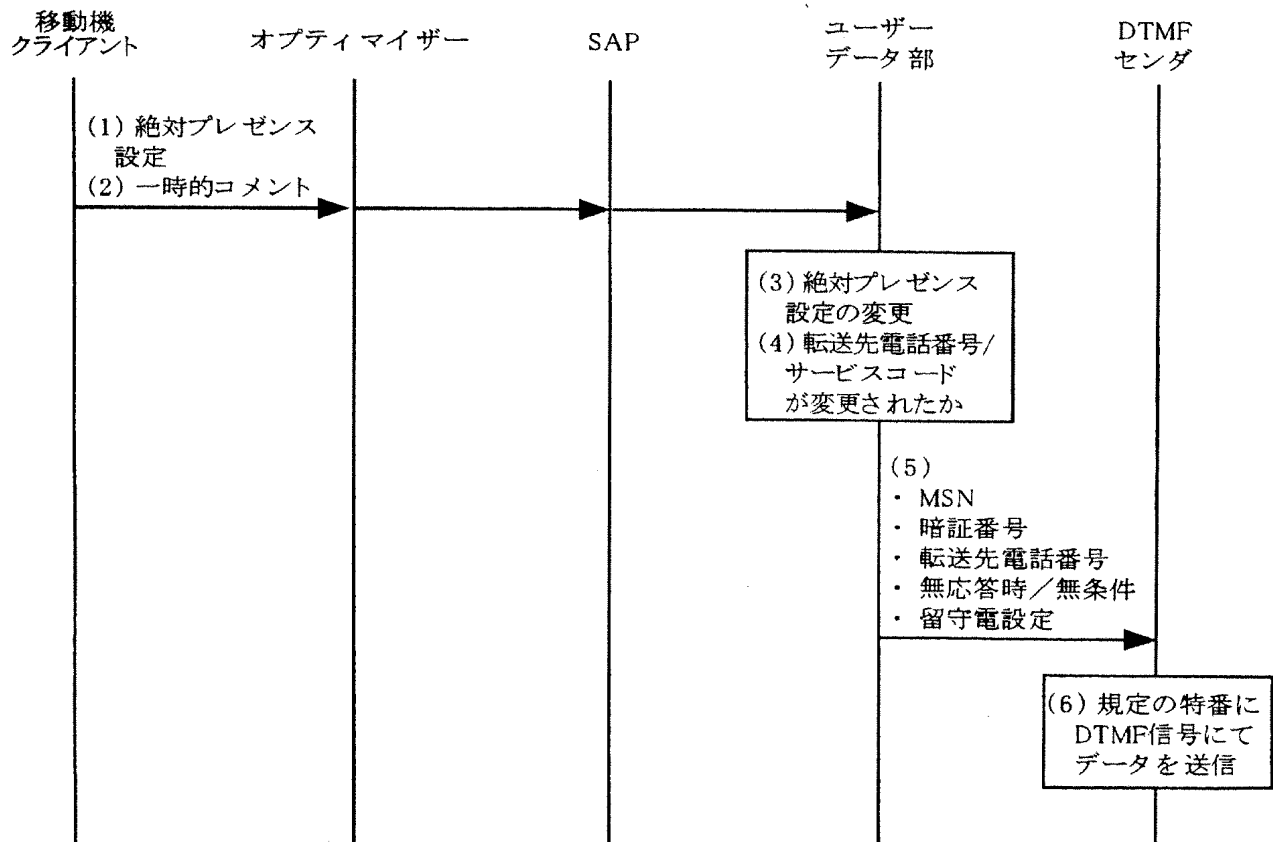 移動機
クライアント
オプティマイザー
SAP
ユーザー
データ部
DTMF
センダ
(1) 絶対プレゼンス
設定
(2) 一時的コメント
(3) 絶対プレゼンス
設定の変更
(4) 転送先電話番号/
サービスコード
が変更されたか
(5)
・ MSN
・ 暗証番号
・ 転送先電話番号
・ 無応答時／無条件
・ 留守電設定
(6) 規定の特番に
DTMF信号にて
データを送信